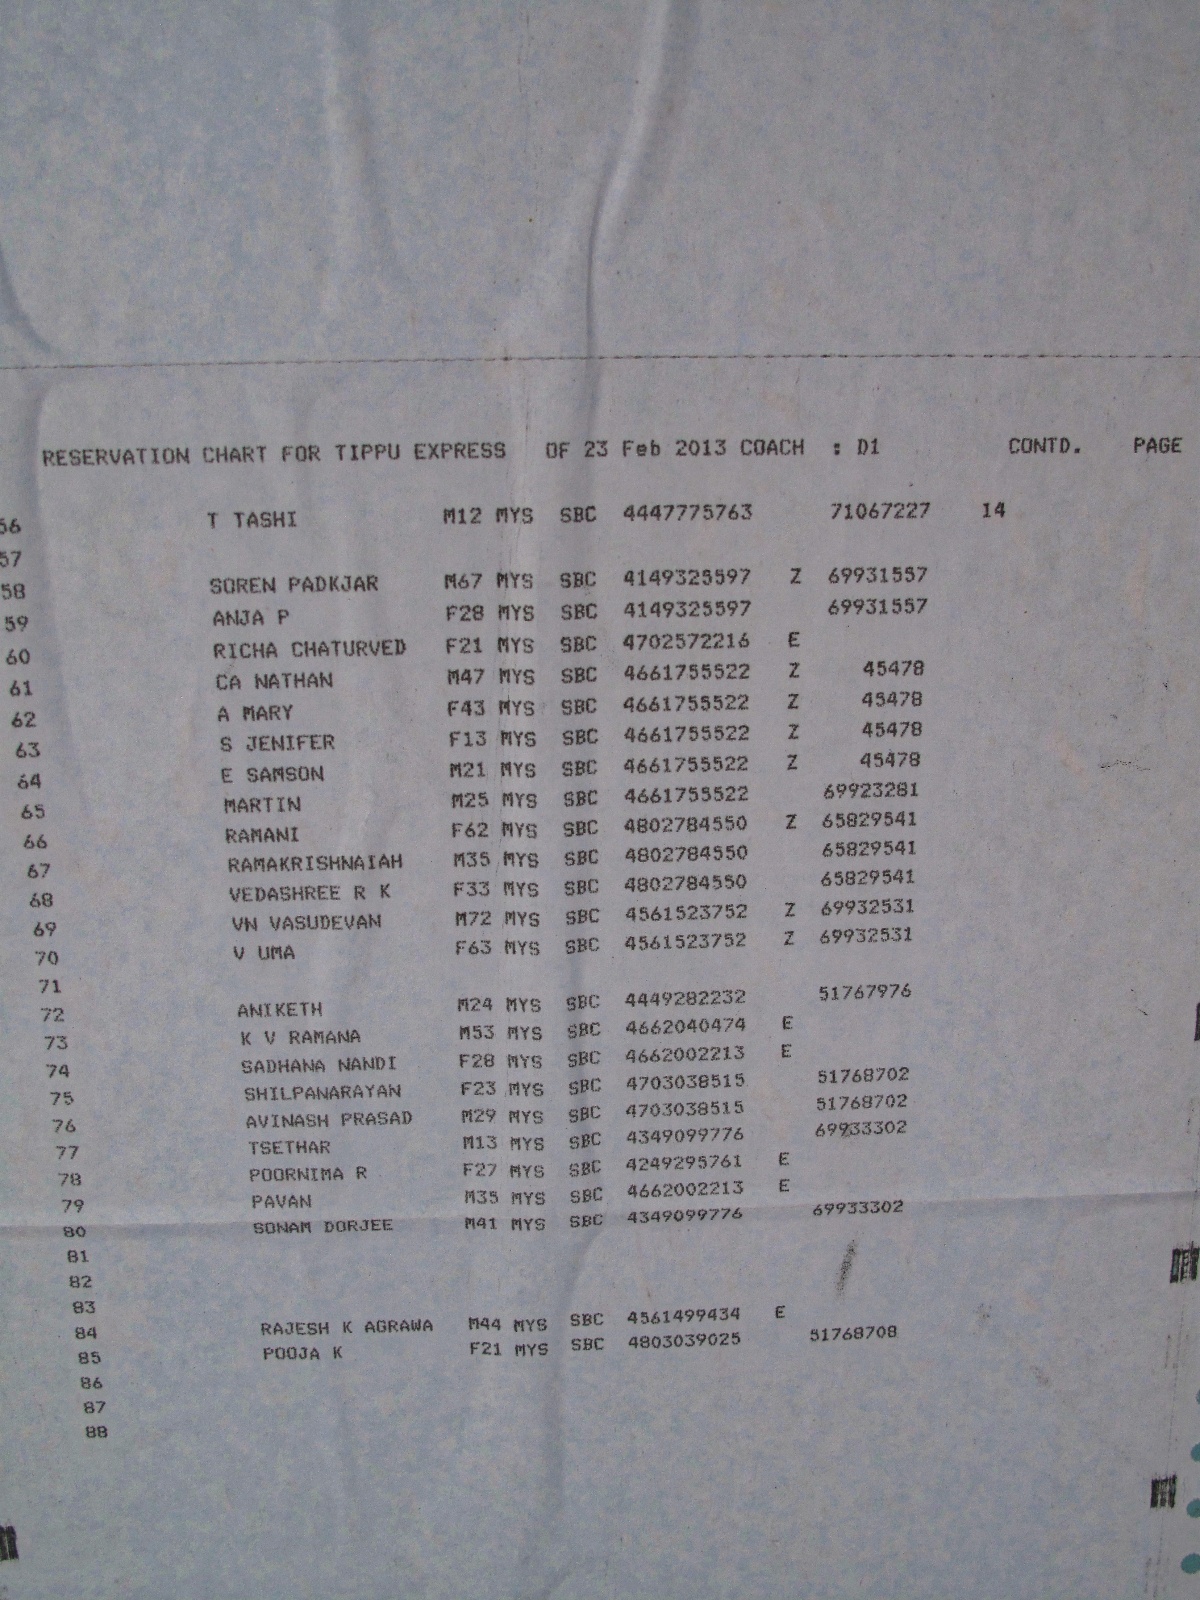 RESERVATION CHART FOR TIPPU EXPRESS OF 23 Feb 2013 COACH : D1 CONTD. PAGE
56 T TASHI M12 MYS SBC 4447775763 71067227 14
57
58 SOREN PADKJAR M67 MYS SBC 4149325597 Z 69931557
59 ANJA P F28 MYS SBC 4149325597 69931557
60 RICHA CHATURVED F21 MYS SBC 4702572216 E
61 CA NATHAN M47 MYS SBC 4661755522 Z 45478
62 A MARY F43 MYS SBC 4661755522 Z 45478
63 S JENIFER F13 MYS SBC 4661755522 Z 45478
64 E SAMSON M21 MYS SBC 4661755522 Z 45478
65 MARTIN M25 MYS SBC 4661755522 69923281
66 RAMANI F62 MYS SBC 4802784550 Z 65829541
67 RAMAKRISHNAIAH M35 MYS SBC 4802784550 65829541
68 VEDASHREE R K F33 MYS SBC 4802784550 65829541
69 VN VASUDEVAN M72 MYS SBC 4561523752 Z 69932531
70 V UMA F63 MYS SBC 4561523752 Z 69932531
71
72 ANIKETH M24 MYS SBC 4449282232 51767976
73 K V RAMANA M53 MYS SBC 4662040474 E
74 SADHANA NANDI F28 MYS SBC 4662002213 E
75 SHILPANARAYAN F23 MYS SBC 4703038515 51768702
76 AVINASH PRASAD M29 MYS SBC 4703038515 51768702
77 TSETHAR M13 MYS SBC 4349099776 69933302
78 POORNIMA R F27 MYS SBC 4249295761 E
79 PAVAN M35 MYS SBC 4662002213 E
80 SONAM DORJEE M41 MYS SBC 4349099776 69933302
81
82
83
84 RAJESH K AGRAWA M44 MYS SBC 4561499434 E
85 POOJA K F21 MYS SBC 4803039025 51768708
86
87
88